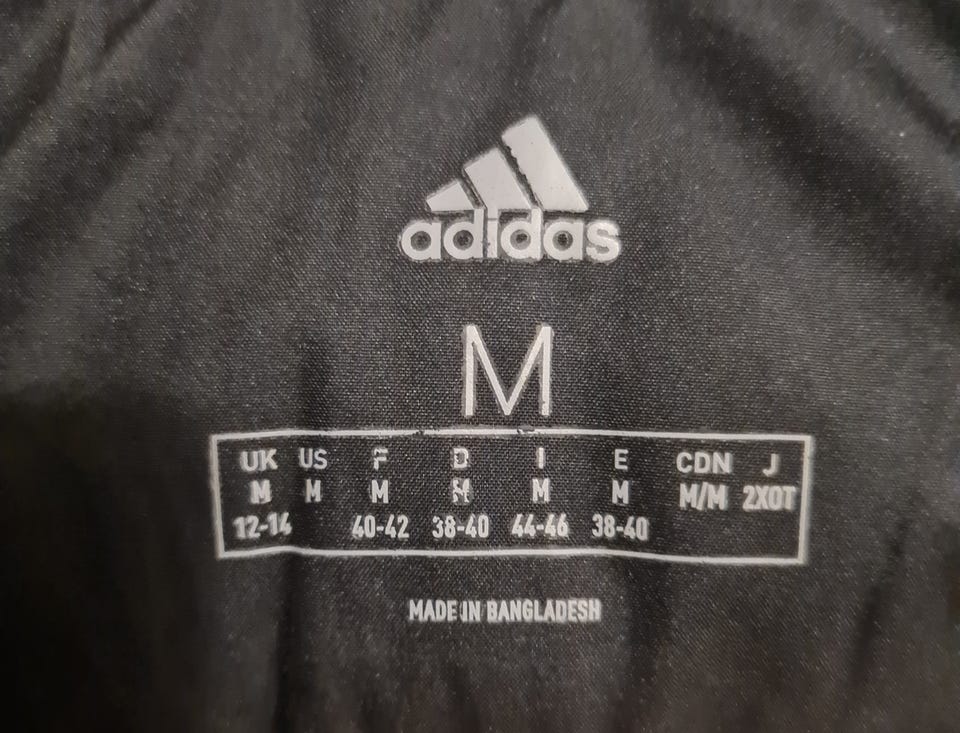 adidas
M
UK US F D I E CDN J
M M M M M M M/M 2XOT
12-14 40-42 38-40 44-46 38-40
MADE IN BANGLADESH